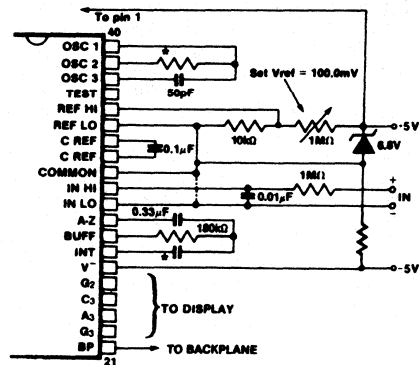 To pin 1
40
OSC 1
OSC 2
*
OSC 3
50pF
TEST
Set Vref = 100.0mV
REF HI
REF LO
10kΩ
1MΩ
+5V
6.8V
C REF
0.1µF
C REF
COMMON
1MΩ
+
IN HI
IN
0.01µF
IN LO
-
0.33µF
A-Z
180kΩ
BUFF
INT
*
V-
-5V
G2
C3
TO DISPLAY
A3
G3
BP
TO BACKPLANE
21